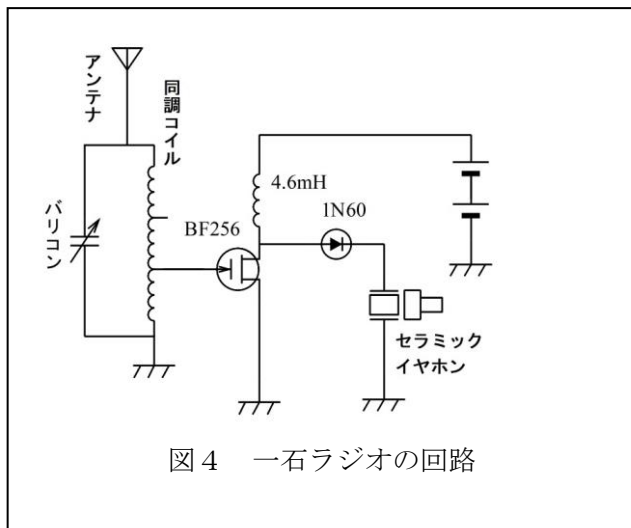 アンテナ
同調コイル
バリコン
4.6mH
1N60
BF256
セラミック
イヤホン
図４　一石ラジオの回路